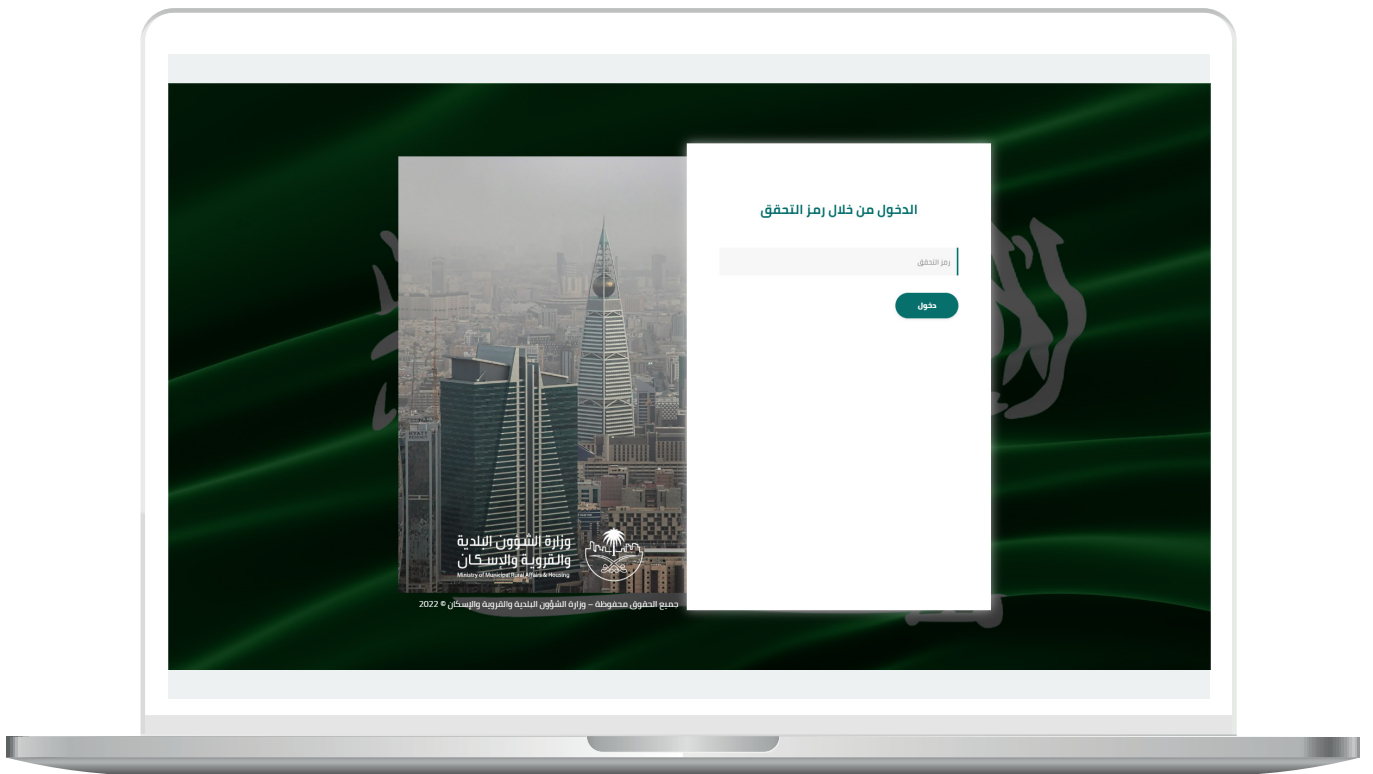 الدخول من خلال رمز التحقق
رمز التحقق
دخول
وزارة الشؤون البلدية
والقروية والإسكان
Ministry of Municipal Rural Affairs & Housing
جميع الحقوق محفوظة – وزارة الشؤون البلدية والقروية والإسكان © 2022